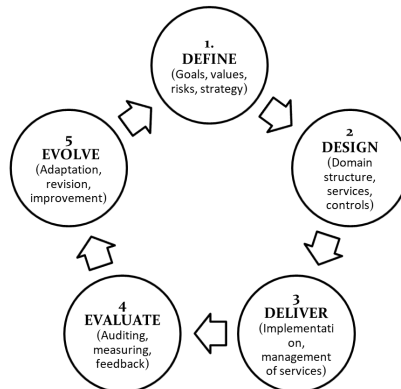 1.
DEFINE
(Goals, values,
risks, strategy)
2
DESIGN
(Domain
structure,
services,
controls)
3
DELIVER
(Implementati
on,
management
of services)
4
EVALUATE
(Auditing,
measuring,
feedback)
5
EVOLVE
(Adaptation,
revision,
improvement)